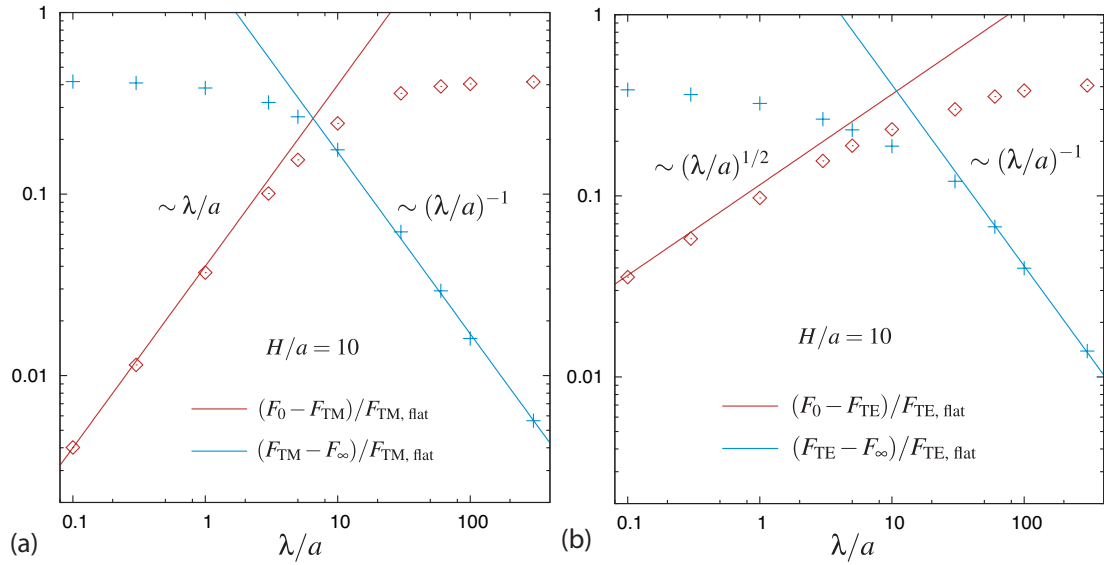 1
0.1
0.01
0.1
1
10
100
∼ λ/a
∼ (λ/a)⁻¹
H/a = 10
(F₀ − F_TM)/F_TM, flat
(F_TM − F_∞)/F_TM, flat
(a)
λ/a
1
0.1
0.01
0.1
1
10
100
∼ (λ/a)^1/2
∼ (λ/a)⁻¹
H/a = 10
(F₀ − F_TE)/F_TE, flat
(F_TE − F_∞)/F_TE, flat
(b)
λ/a